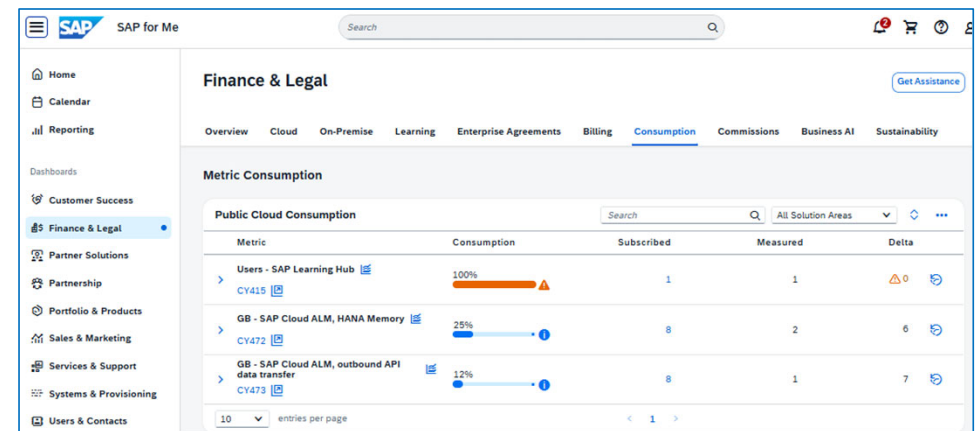 SAP SAP for Me Search 2
Home
Calendar
Reporting
Dashboards
Customer Success
Finance & Legal
Partner Solutions
Partnership
Portfolio & Products
Sales & Marketing
Services & Support
Systems & Provisioning
Users & Contacts
Finance & Legal Get Assistance
Overview Cloud On-Premise Learning Enterprise Agreements Billing Consumption Commissions Business AI Sustainability
Metric Consumption
Public Cloud Consumption Search All Solution Areas
Metric Consumption Subscribed Measured Delta
Users - SAP Learning Hub 100% 1 1 0
CY415
GB - SAP Cloud ALM, HANA Memory 25% 8 2 6
CY472
GB - SAP Cloud ALM, outbound API
data transfer 12% 8 1 7
CY473
10 entries per page 1